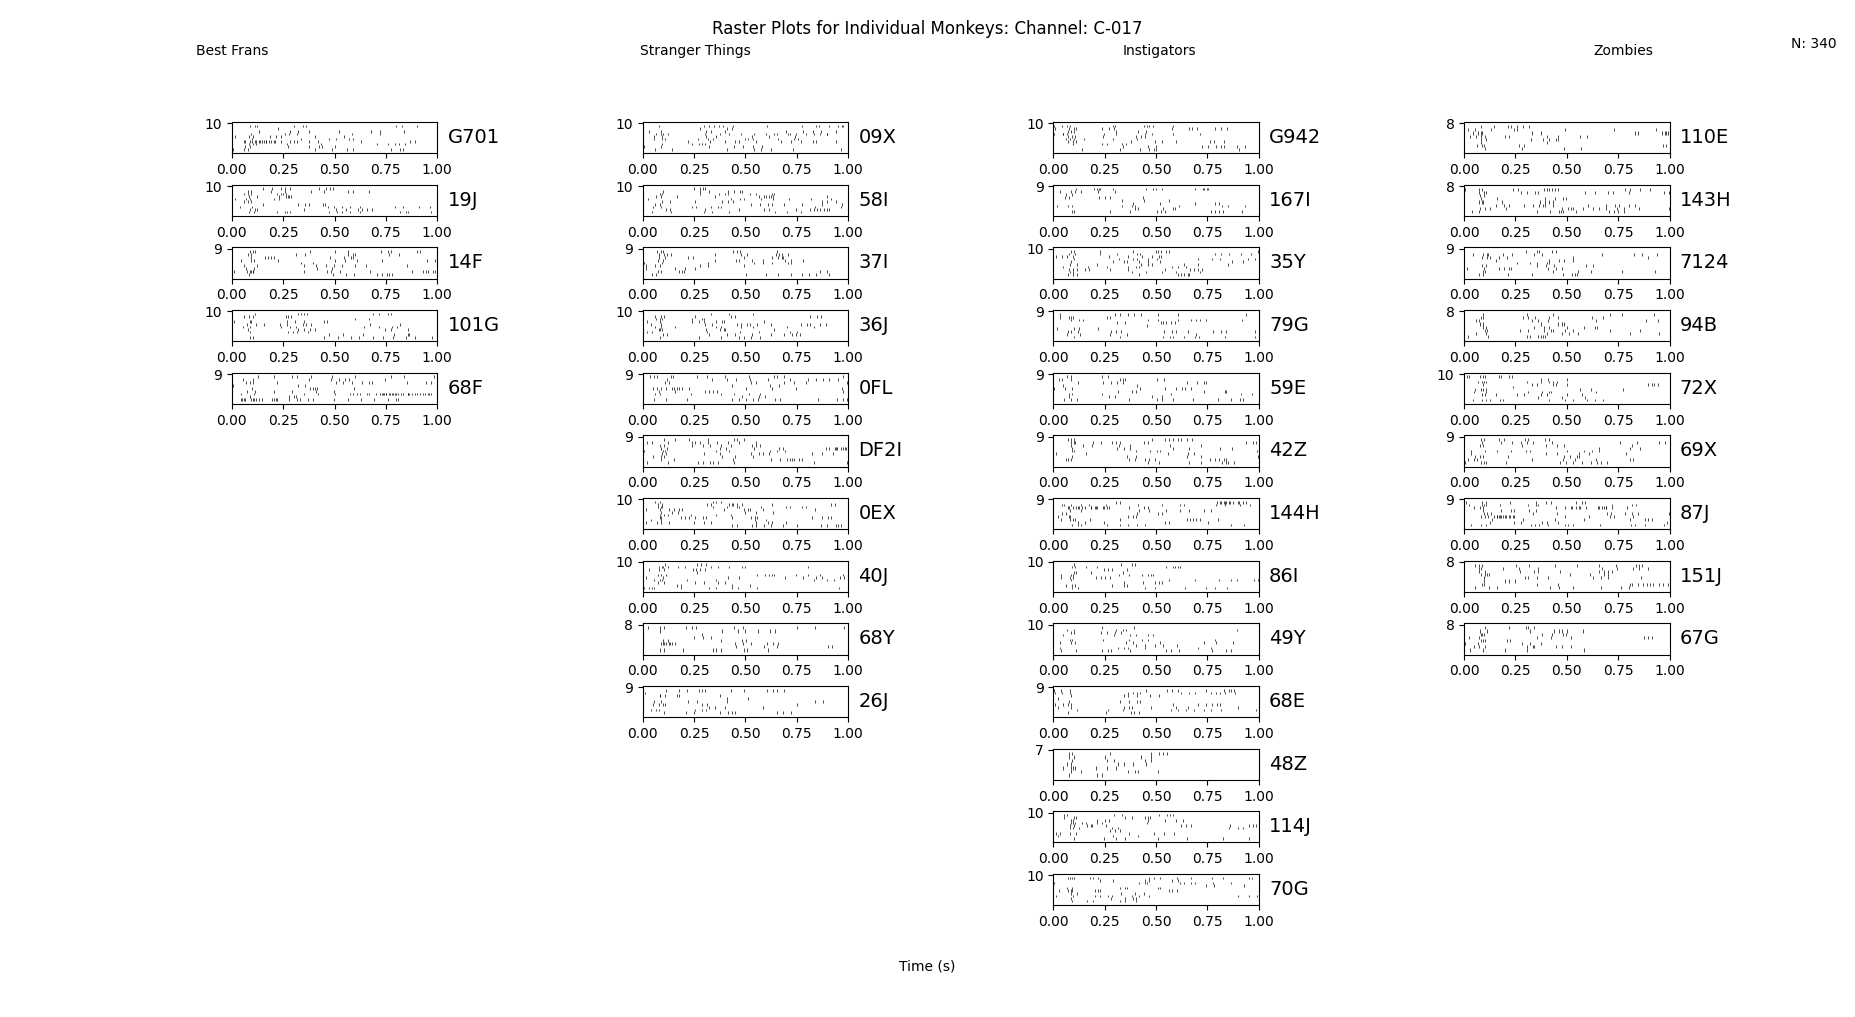 Raster Plots for Individual Monkeys: Channel: C-017
Best Frans Stranger Things Instigators Zombies N: 340
10 G701 10 09X 10 G942 8 110E
0.00 0.25 0.50 0.75 1.00 0.00 0.25 0.50 0.75 1.00 0.00 0.25 0.50 0.75 1.00 0.00 0.25 0.50 0.75 1.00
10 19J 10 58I 9 167I 8 143H
0.00 0.25 0.50 0.75 1.00 0.00 0.25 0.50 0.75 1.00 0.00 0.25 0.50 0.75 1.00 0.00 0.25 0.50 0.75 1.00
9 14F 9 37I 10 35Y 9 7124
0.00 0.25 0.50 0.75 1.00 0.00 0.25 0.50 0.75 1.00 0.00 0.25 0.50 0.75 1.00 0.00 0.25 0.50 0.75 1.00
10 101G 10 36J 9 79G 8 94B
0.00 0.25 0.50 0.75 1.00 0.00 0.25 0.50 0.75 1.00 0.00 0.25 0.50 0.75 1.00 0.00 0.25 0.50 0.75 1.00
9 68F 9 0FL 9 59E 10 72X
0.00 0.25 0.50 0.75 1.00 0.00 0.25 0.50 0.75 1.00 0.00 0.25 0.50 0.75 1.00 0.00 0.25 0.50 0.75 1.00
9 DF2I 9 42Z 9 69X
0.00 0.25 0.50 0.75 1.00 0.00 0.25 0.50 0.75 1.00 0.00 0.25 0.50 0.75 1.00
10 0EX 9 144H 9 87J
0.00 0.25 0.50 0.75 1.00 0.00 0.25 0.50 0.75 1.00 0.00 0.25 0.50 0.75 1.00
10 40J 10 86I 8 151J
0.00 0.25 0.50 0.75 1.00 0.00 0.25 0.50 0.75 1.00 0.00 0.25 0.50 0.75 1.00
8 68Y 10 49Y 8 67G
0.00 0.25 0.50 0.75 1.00 0.00 0.25 0.50 0.75 1.00 0.00 0.25 0.50 0.75 1.00
9 26J 9 68E
0.00 0.25 0.50 0.75 1.00 0.00 0.25 0.50 0.75 1.00
7 48Z
0.00 0.25 0.50 0.75 1.00
10 114J
0.00 0.25 0.50 0.75 1.00
10 70G
0.00 0.25 0.50 0.75 1.00
Time (s)